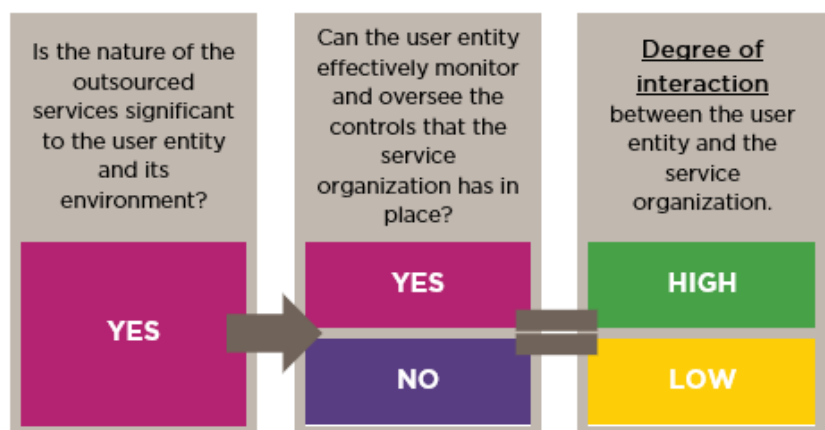 Is the nature of the
outsourced
services significant
to the user entity
and its
environment?
YES
Can the user entity
effectively monitor
and oversee the
controls that the
service
organization has in
place?
YES
NO
Degree of
interaction
between the user
entity and the
service
organization.
HIGH
LOW